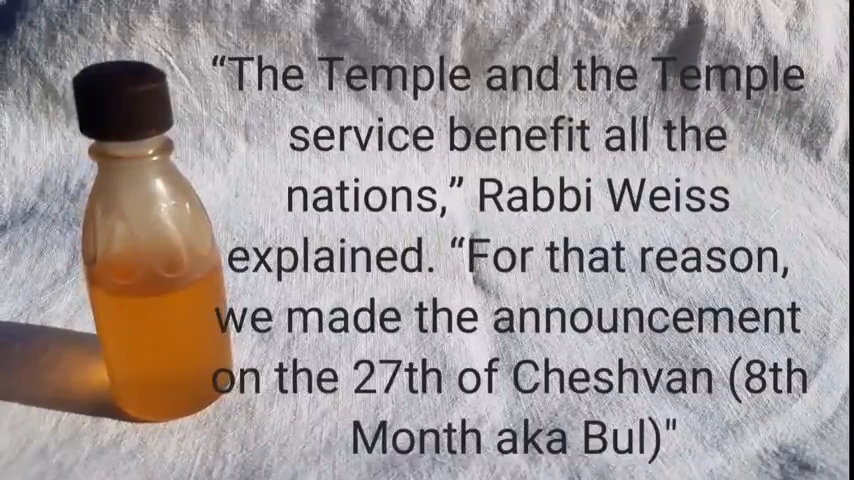 “The Temple and the Temple
service benefit all the
nations,” Rabbi Weiss
explained. “For that reason,
we made the announcement
on the 27th of Cheshvan (8th
Month aka Bul)"